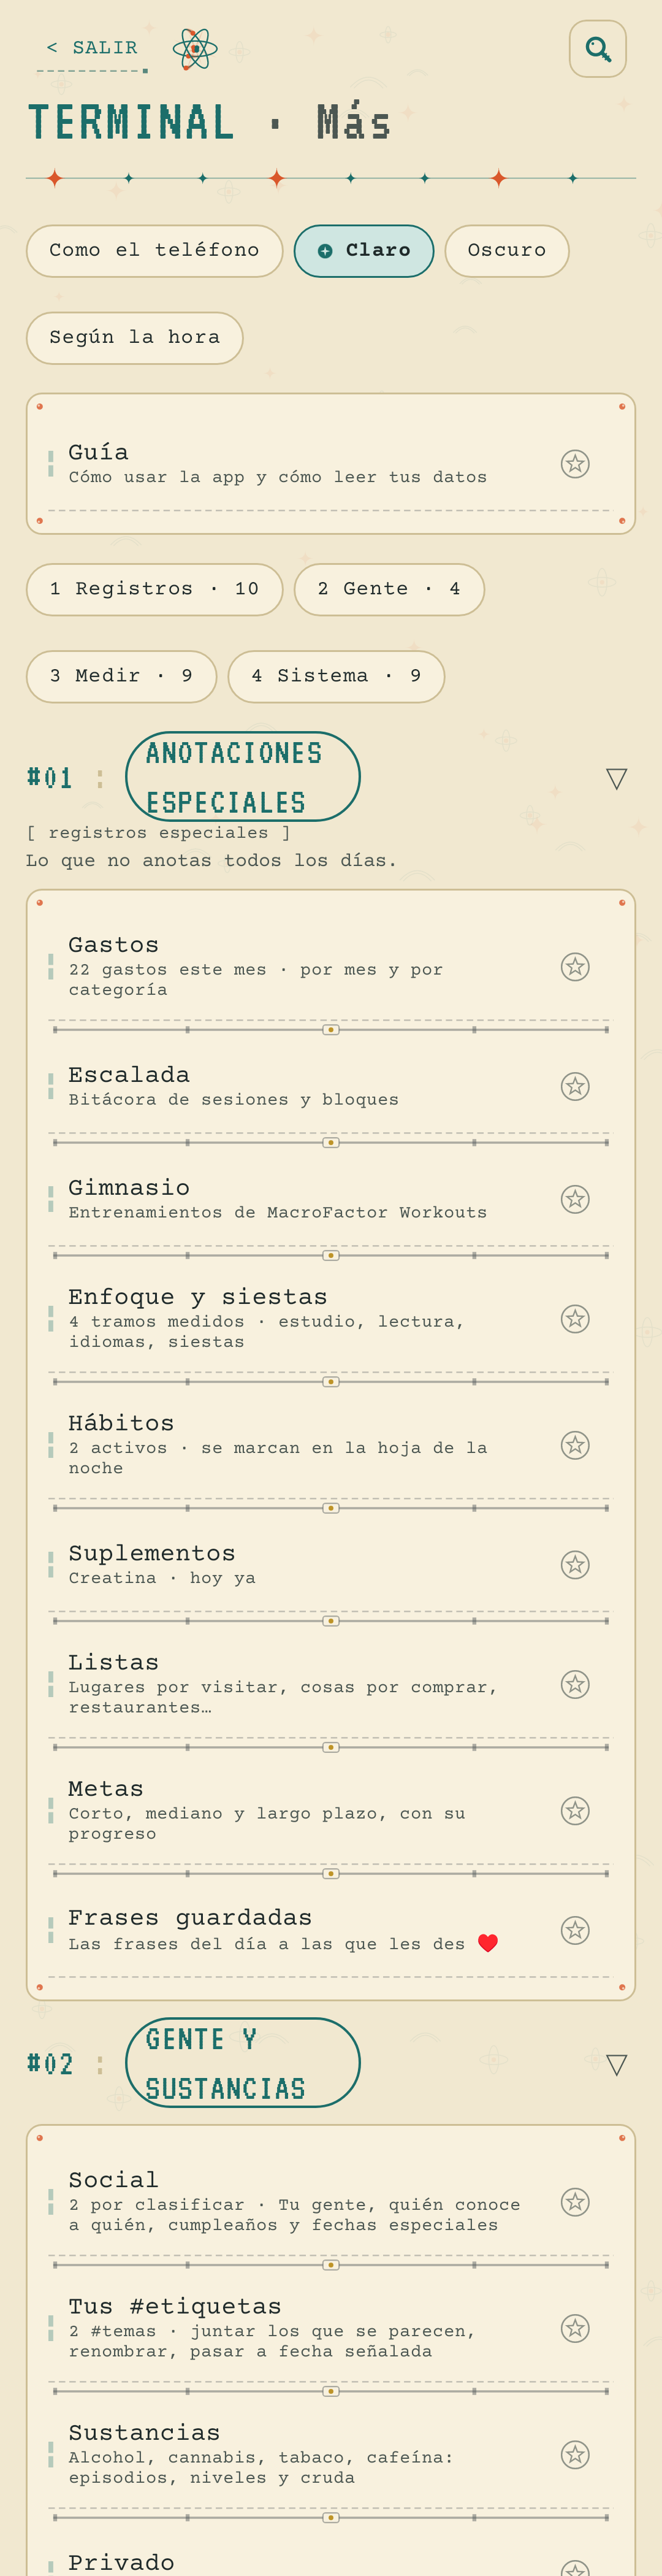 < SALIR
TERMINAL · Más
Como el teléfono
Claro
Oscuro
Según la hora
Guía
Cómo usar la app y cómo leer tus datos
1 Registros · 10
2 Gente · 4
3 Medir · 9
4 Sistema · 9
#01 : ANOTACIONES
ESPECIALES
[ registros especiales ]
Lo que no anotas todos los días.
Gastos
22 gastos este mes · por mes y por
categoría
Escalada
Bitácora de sesiones y bloques
Gimnasio
Entrenamientos de MacroFactor Workouts
Enfoque y siestas
4 tramos medidos · estudio, lectura,
idiomas, siestas
Hábitos
2 activos · se marcan en la hoja de la
noche
Suplementos
Creatina · hoy ya
Listas
Lugares por visitar, cosas por comprar,
restaurantes…
Metas
Corto, mediano y largo plazo, con su
progreso
Frases guardadas
Las frases del día a las que les des ❤️
#02 : GENTE Y
SUSTANCIAS
Social
2 por clasificar · Tu gente, quién conoce
a quién, cumpleaños y fechas especiales
Tus #etiquetas
2 #temas · juntar los que se parecen,
renombrar, pasar a fecha señalada
Sustancias
Alcohol, cannabis, tabaco, cafeína:
episodios, niveles y cruda
Privado